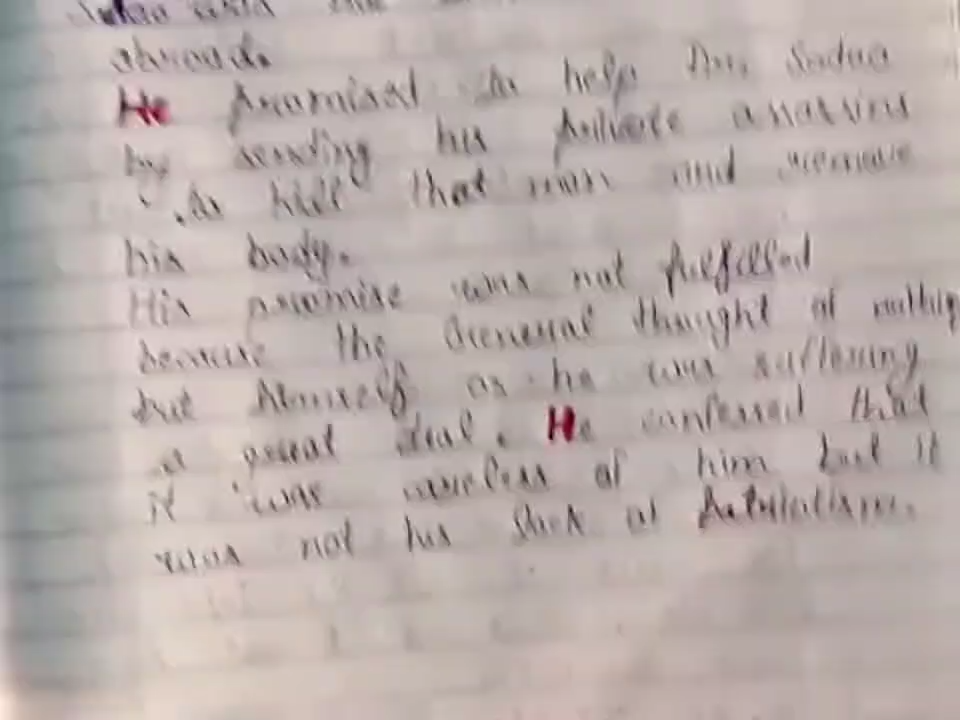 abroad.
He promised to help Dr. Sadao
by sending his private assassins
to kill that man and remove
his body.
His promise was not fulfilled
because the General thought of nothing
but himself as he was suffering
a great deal. He confessed that
it was careless of him but it
was not his lack of patriotism.